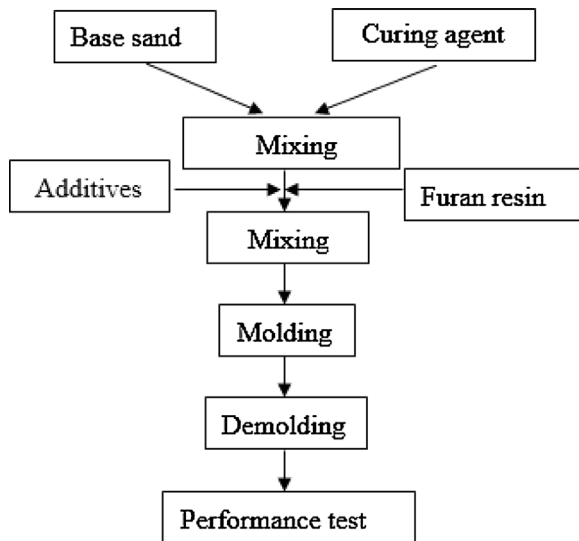 Base sand
Curing agent
Mixing
Additives
Furan resin
Mixing
Molding
Demolding
Performance test